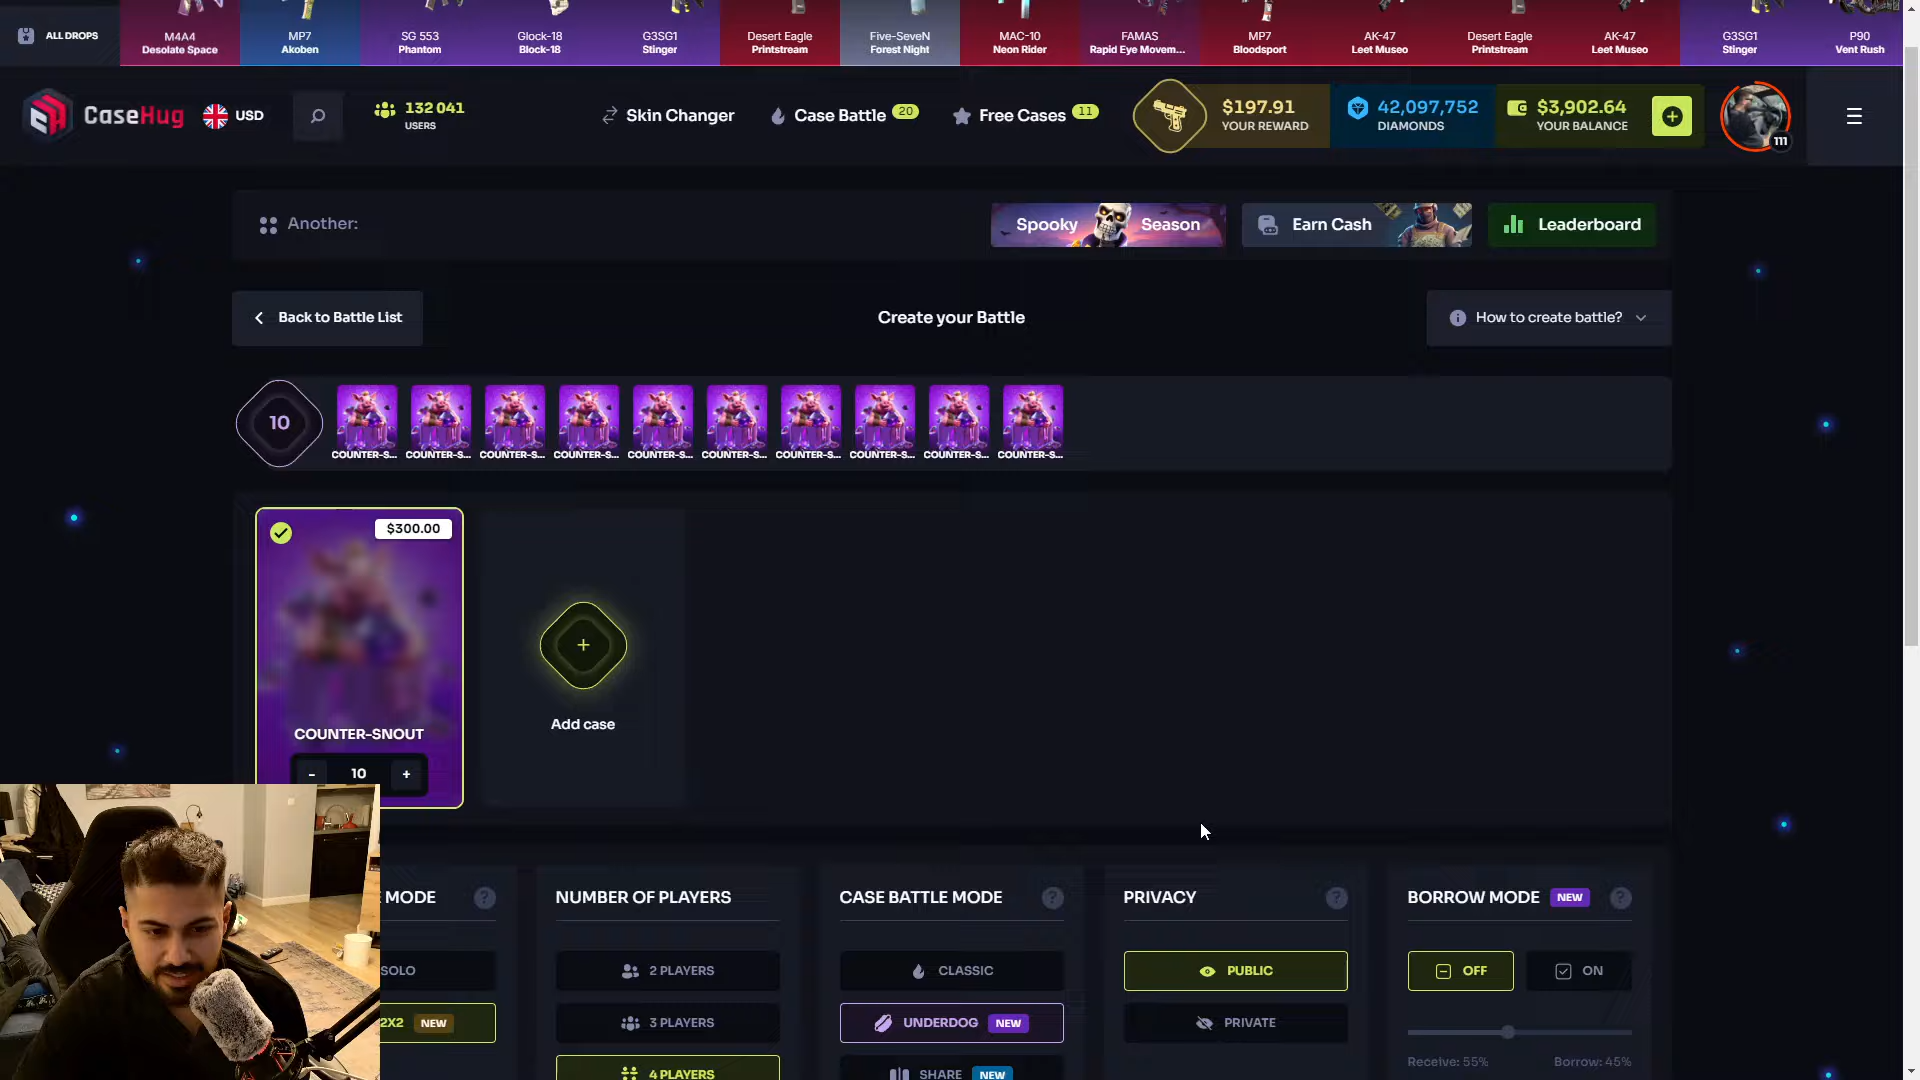 ALL DROPS
M4A4
Desolate Space
MP7
Akoben
SG 553
Phantom
Glock-18
Block-18
G3SG1
Stinger
Desert Eagle
Printstream
Five-SeveN
Forest Night
MAC-10
Neon Rider
FAMAS
Rapid Eye Movem...
MP7
Bloodsport
AK-47
Leet Museo
Desert Eagle
Printstream
AK-47
Leet Museo
G3SG1
Stinger
P90
Vent Rush
CaseHug
USD
132 041
USERS
Skin Changer
Case Battle 20
Free Cases 11
$197.91
YOUR REWARD
42,097,752
DIAMONDS
$3,902.64
YOUR BALANCE
111
Another:
Spooky Season
Earn Cash
Leaderboard
Back to Battle List
Create your Battle
How to create battle?
10
COUNTER-S...
COUNTER-S...
COUNTER-S...
COUNTER-S...
COUNTER-S...
COUNTER-S...
COUNTER-S...
COUNTER-S...
COUNTER-S...
COUNTER-S...
$300.00
COUNTER-SNOUT
- 10 +
+
Add case
MODE ?
SOLO
2X2 NEW
NUMBER OF PLAYERS
2 PLAYERS
3 PLAYERS
4 PLAYERS
CASE BATTLE MODE ?
CLASSIC
UNDERDOG NEW
SHARE NEW
PRIVACY ?
PUBLIC
PRIVATE
BORROW MODE NEW ?
OFF
ON
Receive: 55%
Borrow: 45%